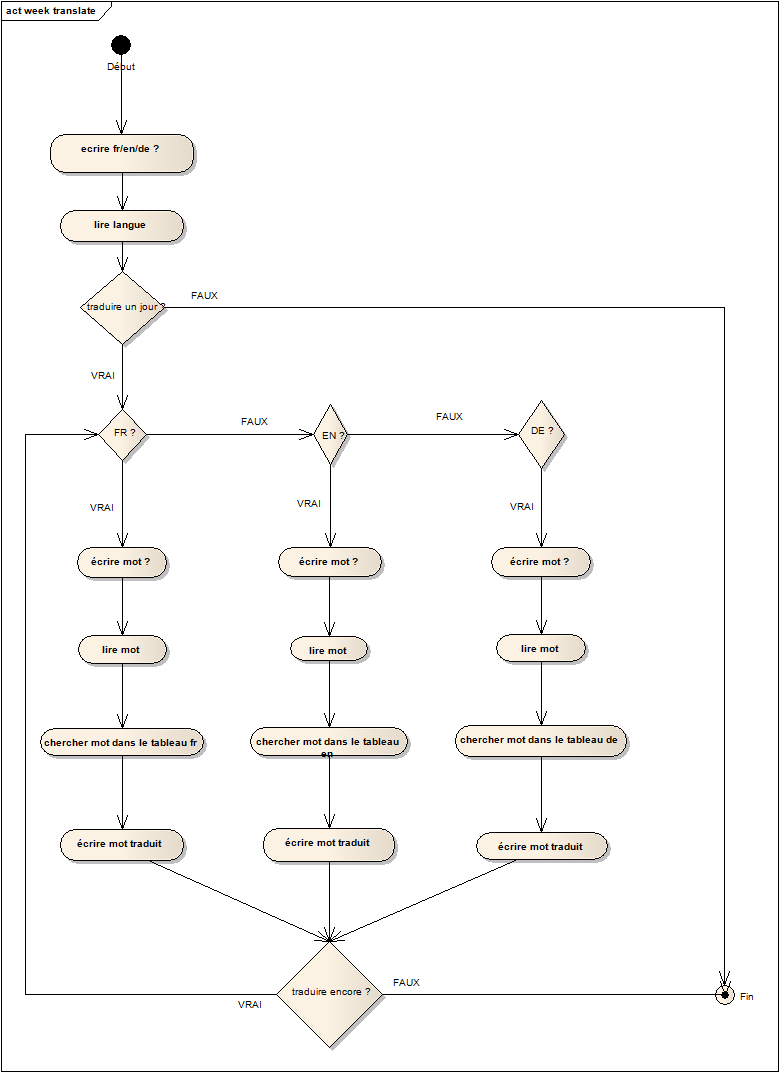 act week translate
Début
ecrire fr/en/de ?
lire langue
traduire un jour ?
FAUX
VRAI
FR ?
FAUX
EN ?
FAUX
DE ?
VRAI
VRAI
VRAI
écrire mot ?
écrire mot ?
écrire mot ?
lire mot
lire mot
lire mot
chercher mot dans le tableau fr
chercher mot dans le tableau
en
chercher mot dans le tableau de
écrire mot traduit
écrire mot traduit
écrire mot traduit
traduire encore ?
FAUX
VRAI
Fin